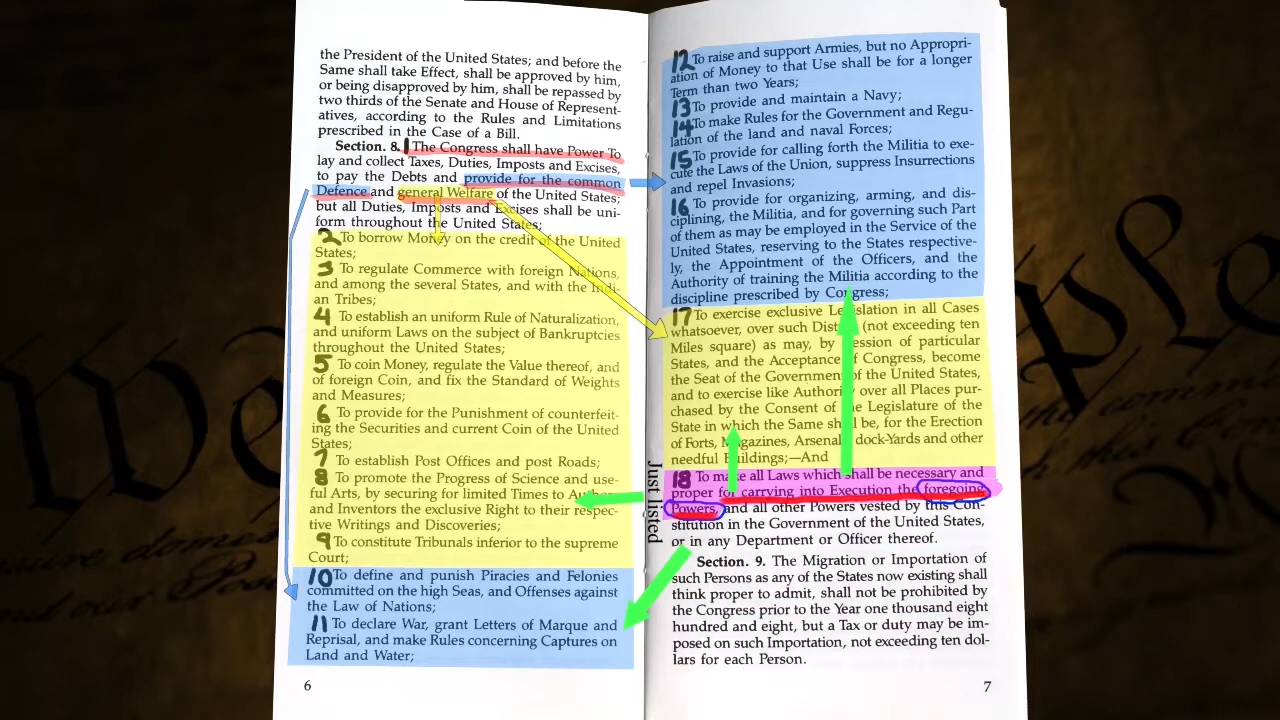 the President of the United States; and before the
Same shall take Effect, shall be approved by him,
or being disapproved by him, shall be repassed by
two thirds of the Senate and House of Represent-
atives, according to the Rules and Limitations
prescribed in the Case of a Bill.
Section. 8. 1 The Congress shall have Power To
lay and collect Taxes, Duties, Imposts and Excises,
to pay the Debts and provide for the common
Defence and general Welfare of the United States;
but all Duties, Imposts and Excises shall be uni-
form throughout the United States;
2 To borrow Money on the credit of the United
States;
3 To regulate Commerce with foreign Nations,
and among the several States, and with the Indi-
an Tribes;
4 To establish an uniform Rule of Naturalization,
and uniform Laws on the subject of Bankruptcies
throughout the United States;
5 To coin Money, regulate the Value thereof, and
of foreign Coin, and fix the Standard of Weights
and Measures;
6 To provide for the Punishment of counterfeit-
ing the Securities and current Coin of the United
States;
7 To establish Post Offices and post Roads;
8 To promote the Progress of Science and use-
ful Arts, by securing for limited Times to Authors
and Inventors the exclusive Right to their respec-
tive Writings and Discoveries;
9 To constitute Tribunals inferior to the supreme
Court;
10 To define and punish Piracies and Felonies
committed on the high Seas, and Offenses against
the Law of Nations;
11 To declare War, grant Letters of Marque and
Reprisal, and make Rules concerning Captures on
Land and Water;
6
12 To raise and support Armies, but no Appropri-
ation of Money to that Use shall be for a longer
Term than two Years;
13 To provide and maintain a Navy;
14 To make Rules for the Government and Regu-
lation of the land and naval Forces;
15 To provide for calling forth the Militia to exe-
cute the Laws of the Union, suppress Insurrections
and repel Invasions;
16 To provide for organizing, arming, and dis-
ciplining, the Militia, and for governing such Part
of them as may be employed in the Service of the
United States, reserving to the States respective-
ly, the Appointment of the Officers, and the
Authority of training the Militia according to the
discipline prescribed by Congress;
17 To exercise exclusive Legislation in all Cases
whatsoever, over such District (not exceeding ten
Miles square) as may, by Cession of particular
States, and the Acceptance of Congress, become
the Seat of the Government of the United States,
and to exercise like Authority over all Places pur-
chased by the Consent of the Legislature of the
State in which the Same shall be, for the Erection
of Forts, Magazines, Arsenals, dock-Yards and other
needful Buildings;—And
18 To make all Laws which shall be necessary and
proper for carrying into Execution the foregoing
Powers, and all other Powers vested by this Con-
stitution in the Government of the United States,
or in any Department or Officer thereof.
Section. 9. The Migration or Importation of
such Persons as any of the States now existing shall
think proper to admit, shall not be prohibited by
the Congress prior to the Year one thousand eight
hundred and eight, but a Tax or duty may be im-
posed on such Importation, not exceeding ten dol-
lars for each Person.
7
Just listed